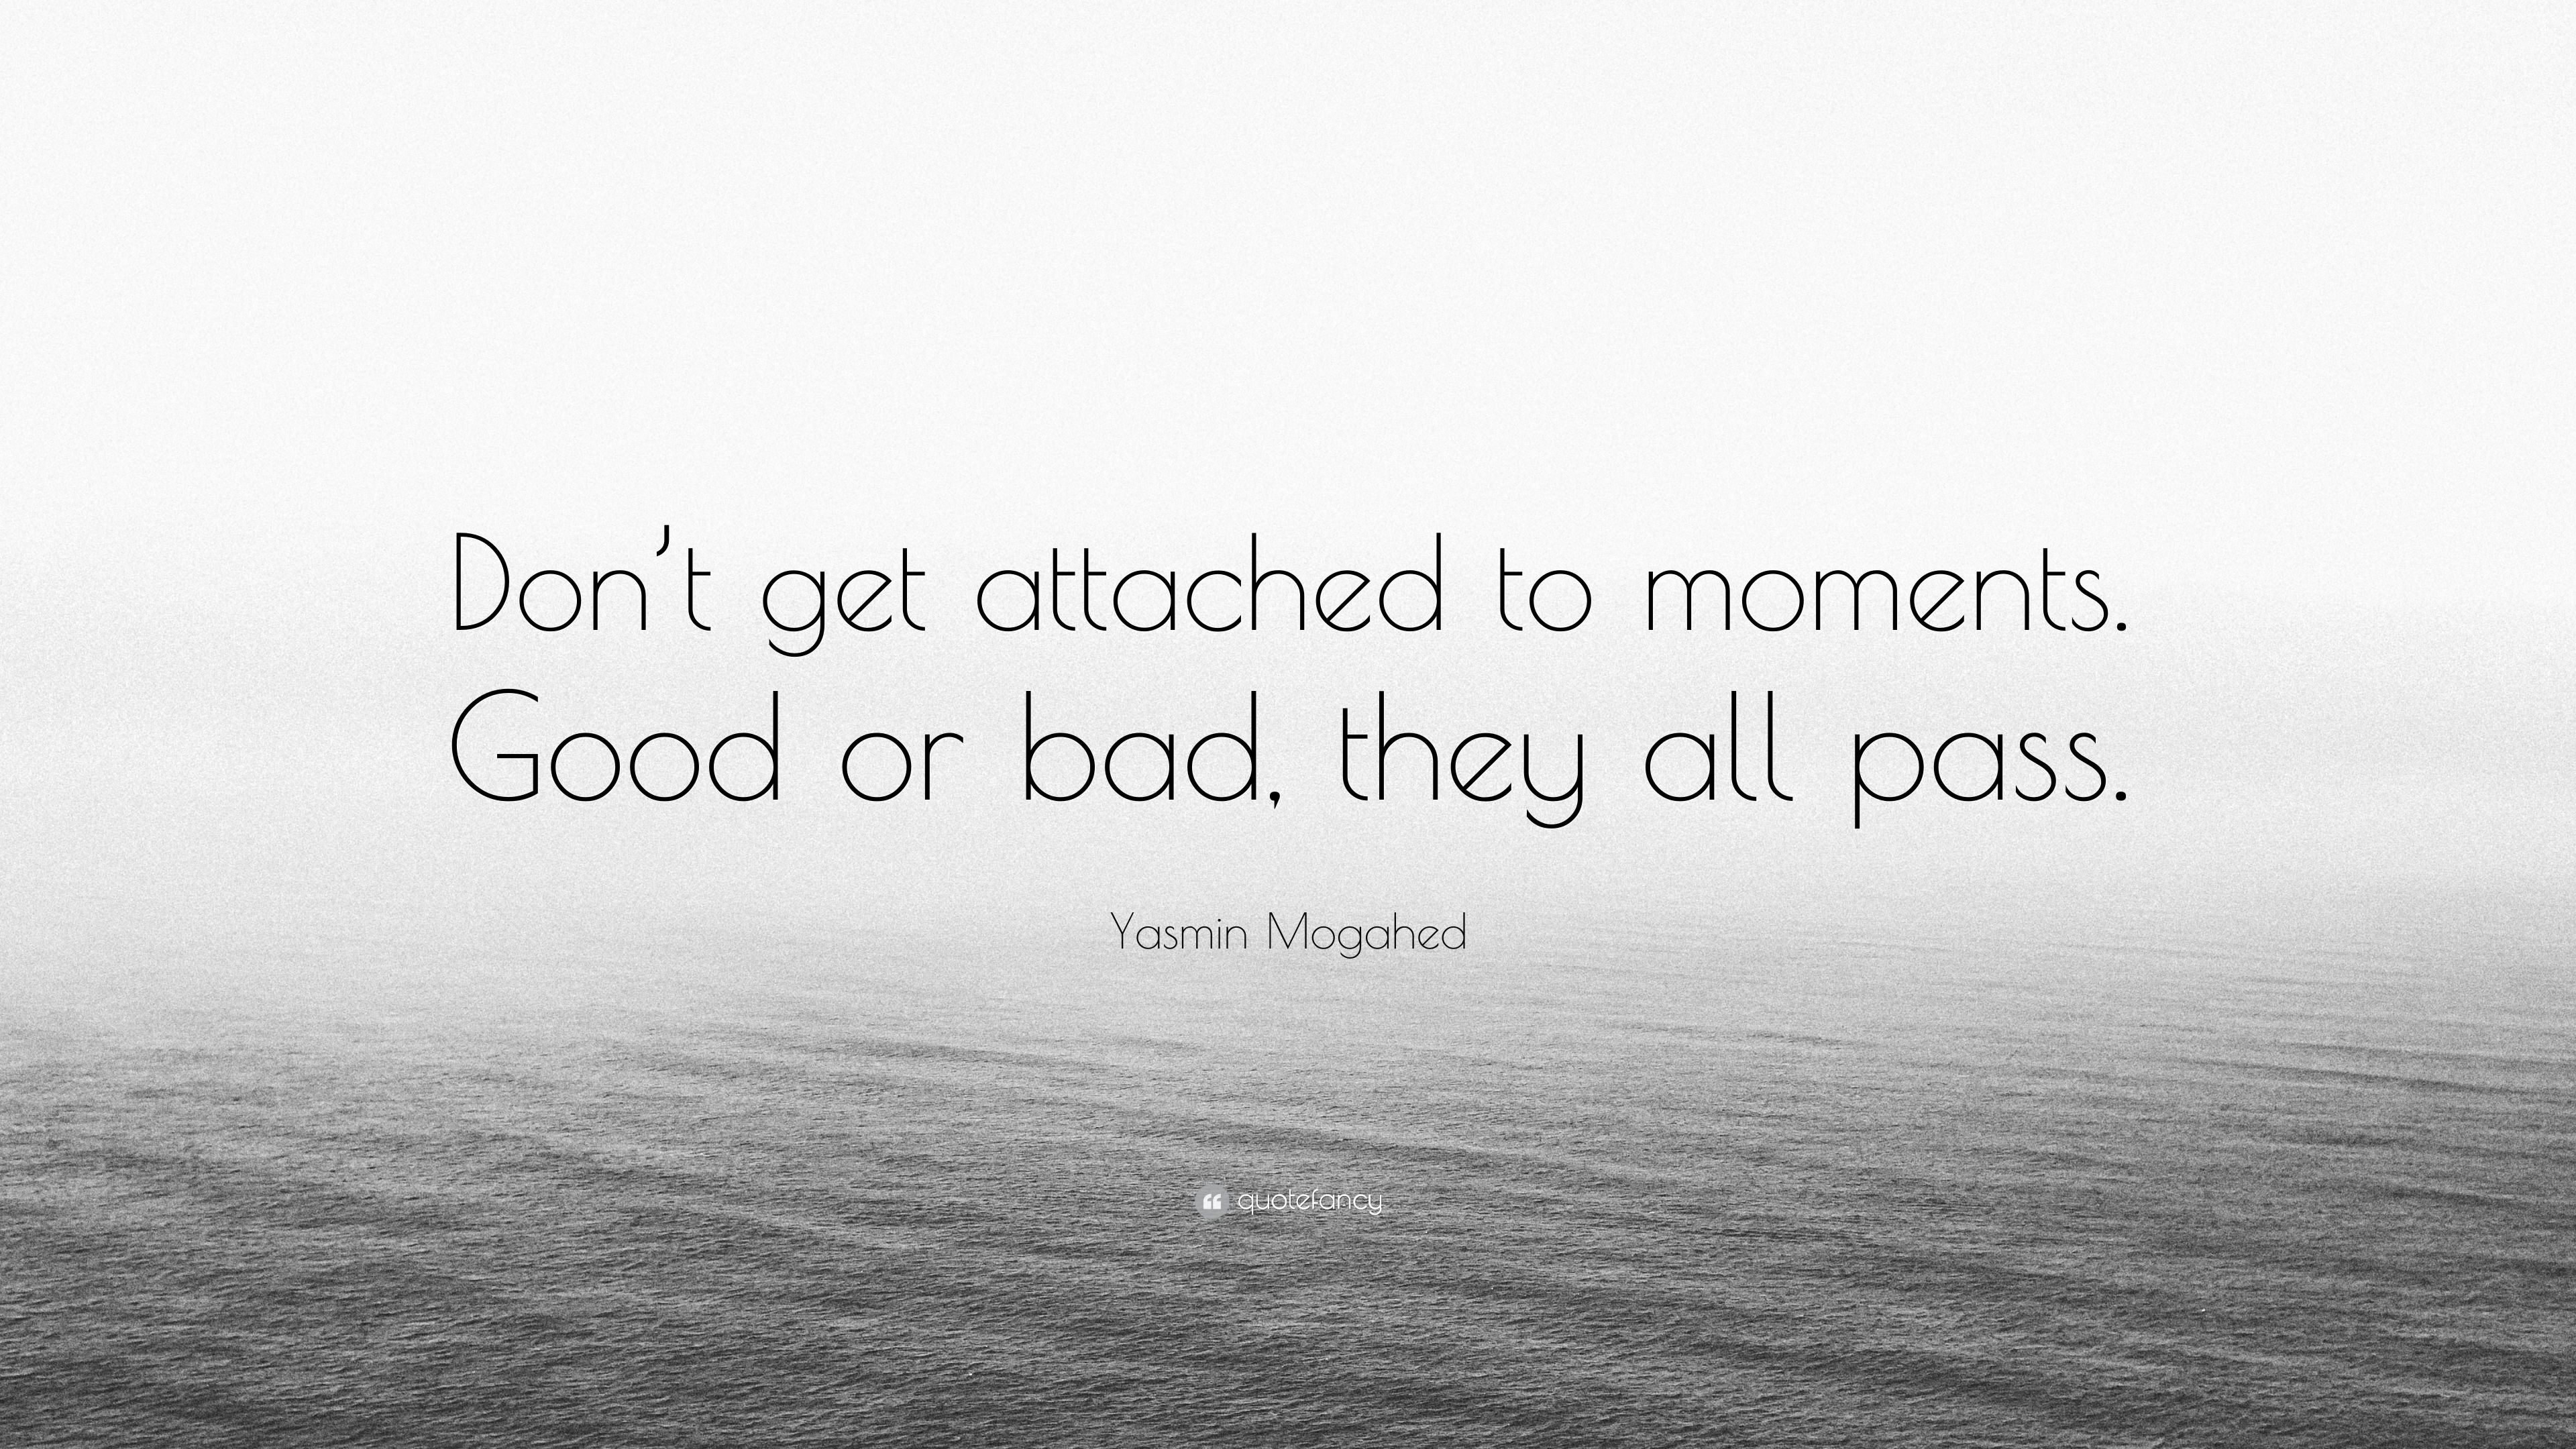 Don’t get attached to moments.
Good or bad, they all pass.
Yasmin Mogahed
quotefancy